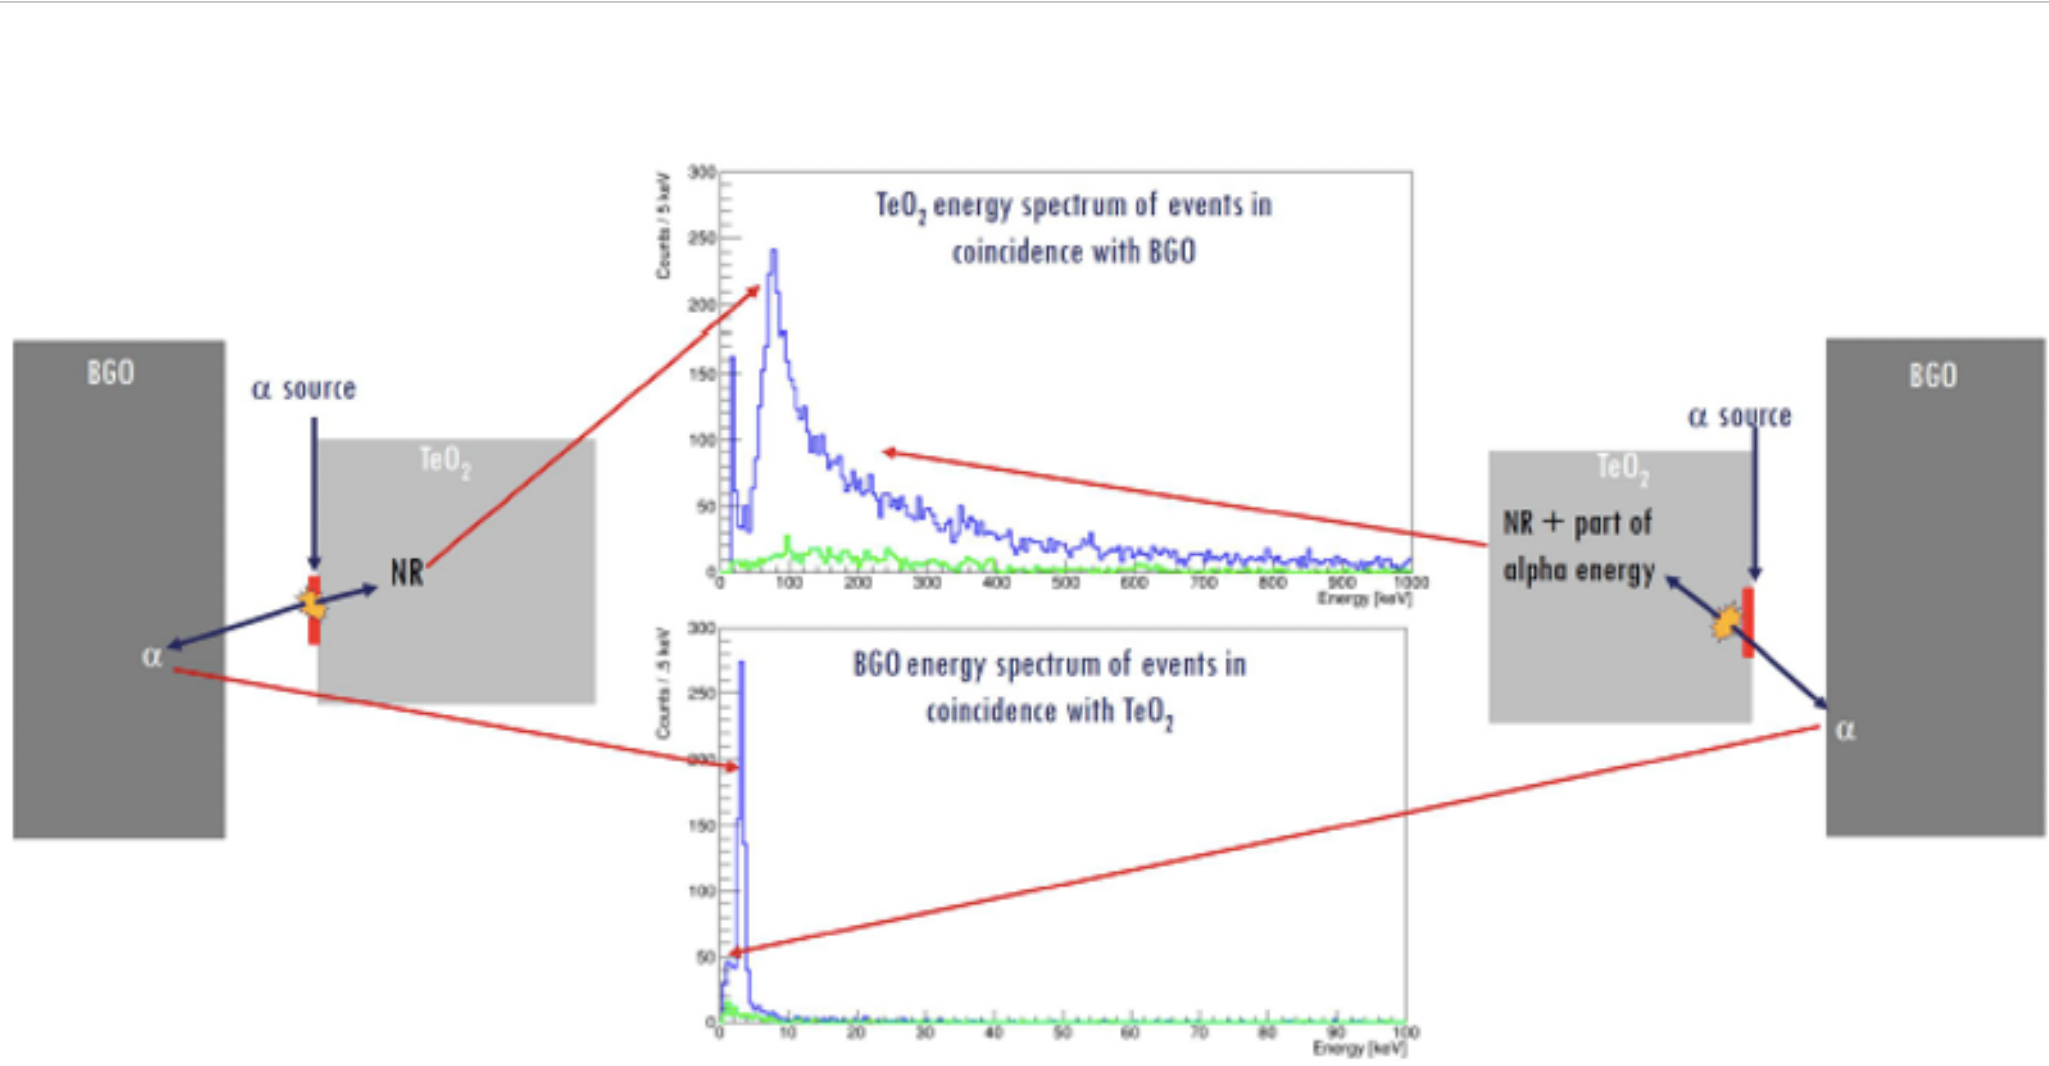 300
TeO2 energy spectrum of events in
coincidence with BGO
Counts / 5 keV
250
200
150
100
50
0
0 100 200 300 400 500 600 700 800 900 1000
Energy [keV]
BGO
α source
TeO2
NR
α
300
BGO energy spectrum of events in
coincidence with TeO2
Counts / .5 keV
250
200
150
100
50
0
0 10 20 30 40 50 60 70 80 90 100
Energy [keV]
BGO
α source
TeO2
NR + part of
alpha energy
α